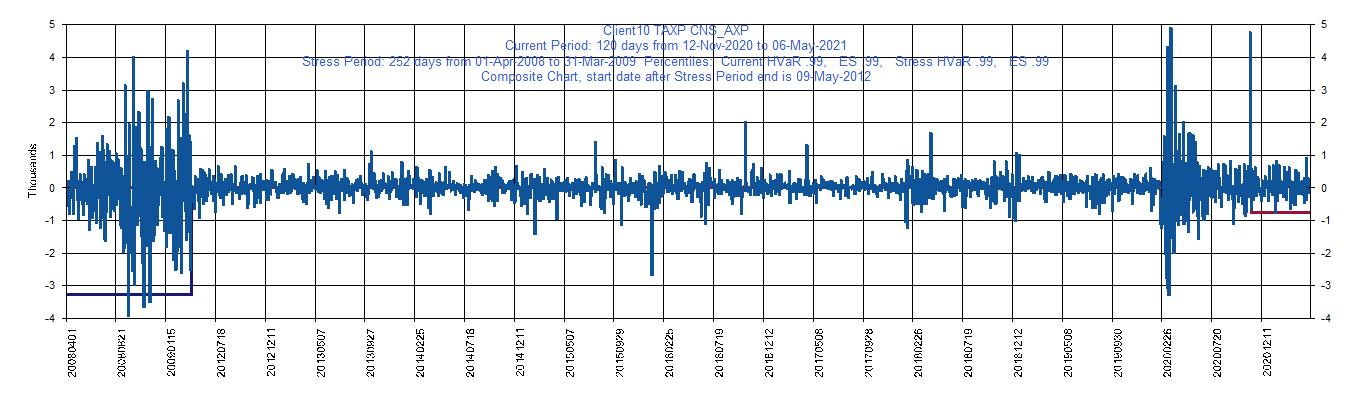 Client10 TAXP CNS_AXP
Current Period: 120 days from 12-Nov-2020 to 06-May-2021
Stress Period: 252 days from 01-Apr-2008 to 31-Mar-2009 Percentiles: Current HVaR .99, ES .99, Stress HVaR .99, ES .99
Composite Chart, start date after Stress Period end is 09-May-2012
5 5
4 4
3 3
2 2
1 1
0 0
-1 -1
-2 -2
-3 -3
-4 -4
Thousands
20080401 20080821 20090115 20120718 20121211 20130507 20130927 20140225 20140718 20141211 20150507 20150929 20160225 20160719 20161212 20170508 20170928 20180226 20180719 20181212 20190508 20190930 20200226 20200720 20201211